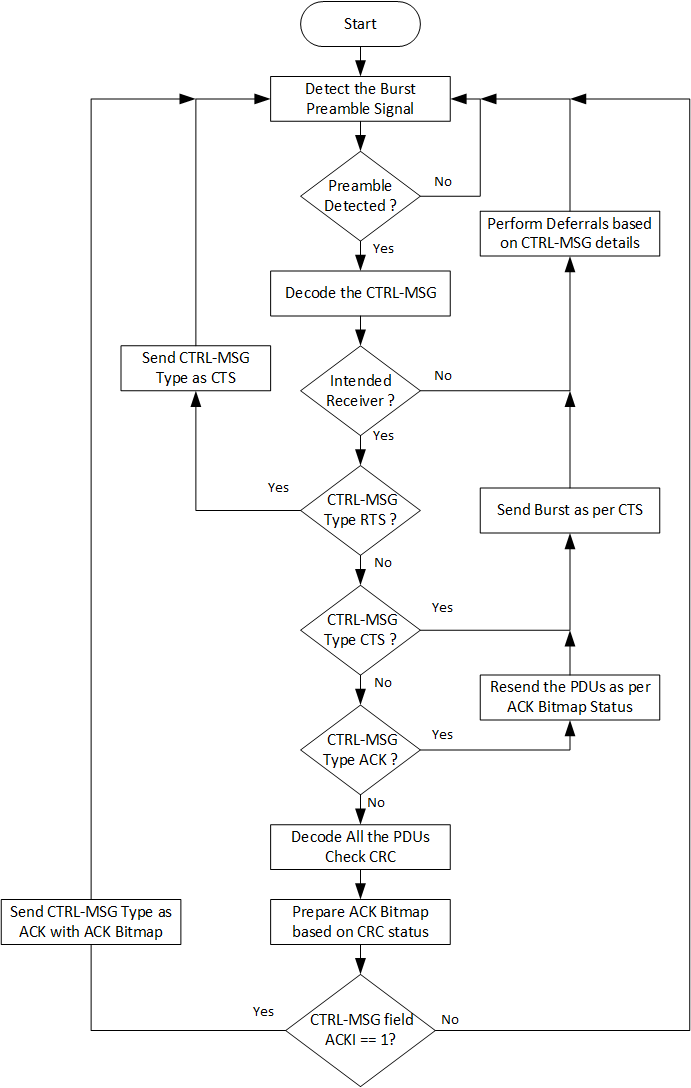 Start
Detect the Burst
Preamble Signal
Preamble
Detected ?
No
Yes
Perform Deferrals based
on CTRL-MSG details
Decode the CTRL-MSG
Send CTRL-MSG
Type as CTS
Intended
Receiver ?
No
Yes
CTRL-MSG
Type RTS ?
Yes
No
Send Burst as per CTS
CTRL-MSG
Type CTS ?
Yes
No
Resend the PDUs as per
ACK Bitmap Status
CTRL-MSG
Type ACK ?
Yes
No
Decode All the PDUs
Check CRC
Send CTRL-MSG Type as
ACK with ACK Bitmap
Prepare ACK Bitmap
based on CRC status
CTRL-MSG field
ACKI == 1?
Yes
No